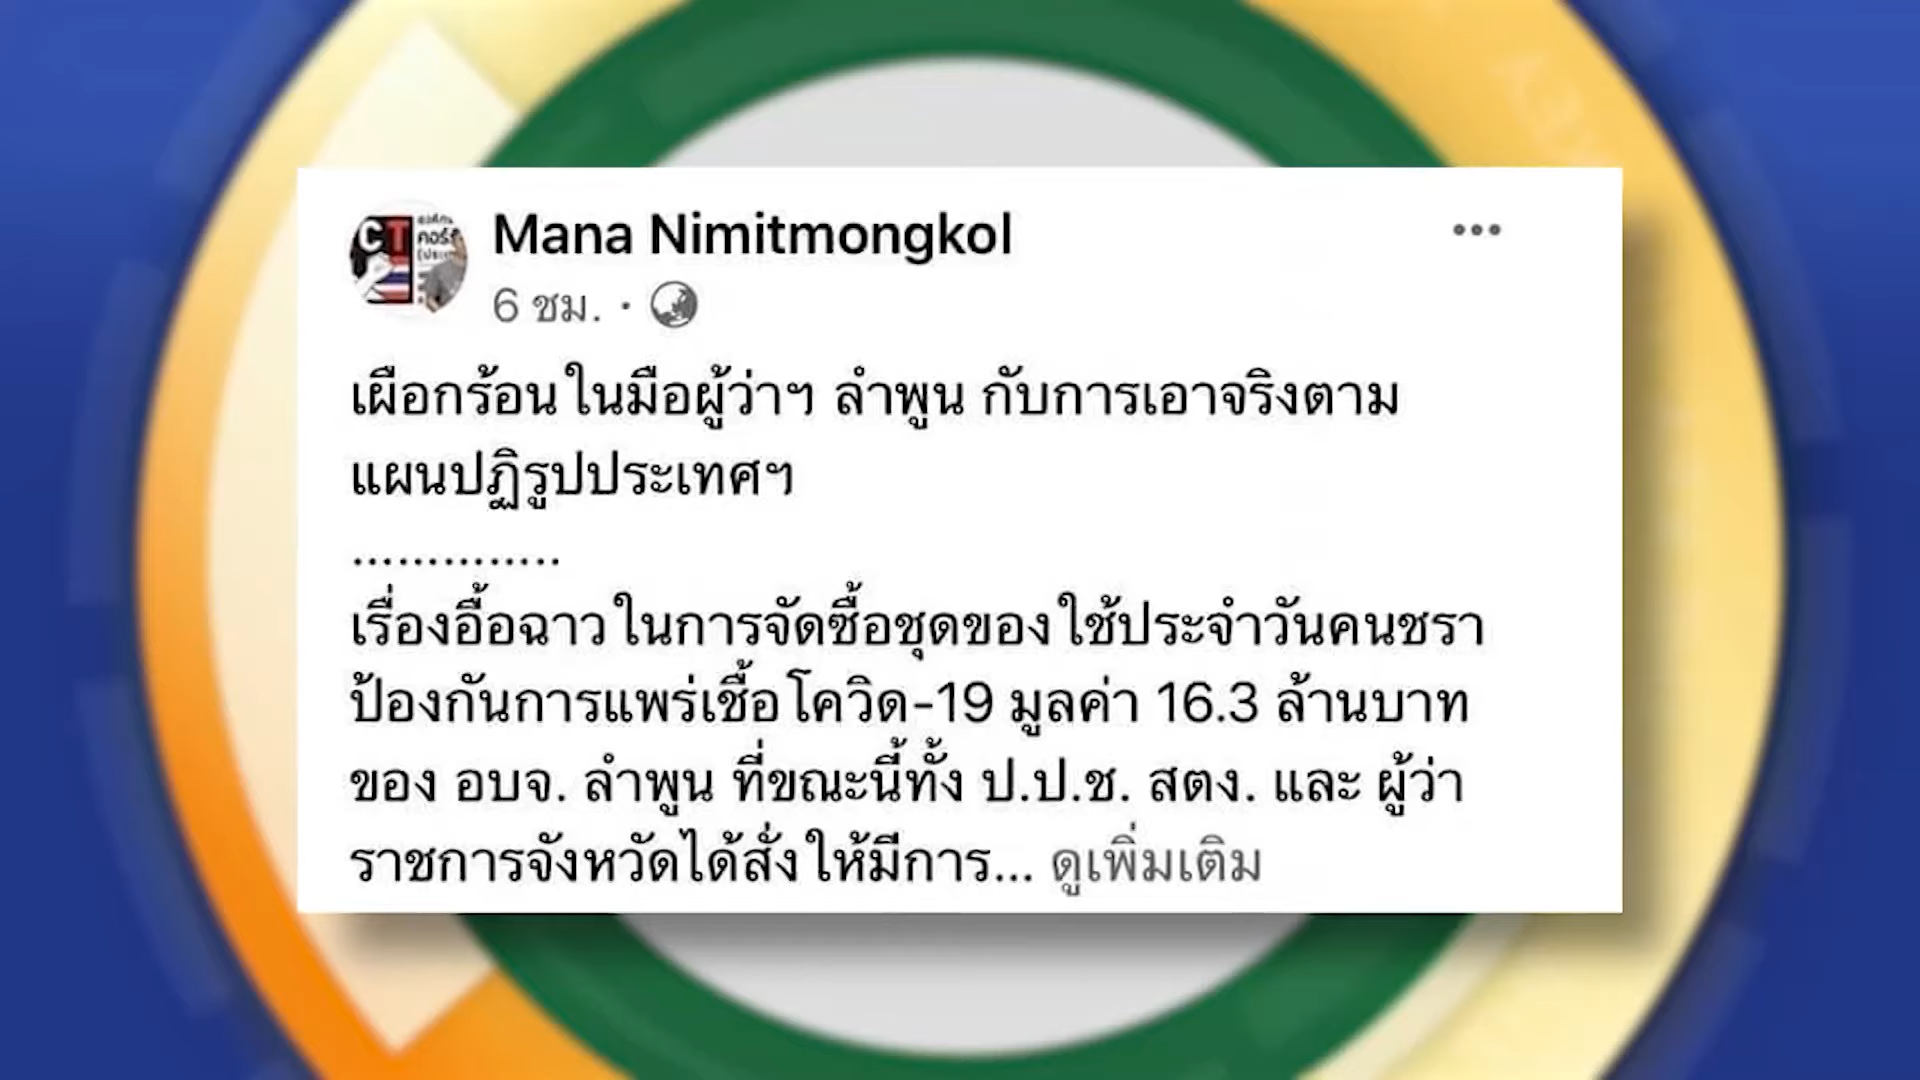 Mana Nimitmongkol
6 ชม. ·
เผือกร้อนในมือผู้ว่าฯ ลำพูน กับการเอาจริงตาม
แผนปฏิรูปประเทศฯ
..............
เรื่องอื้อฉาวในการจัดซื้อชุดของใช้ประจำวันคนชรา
ป้องกันการแพร่เชื้อโควิด-19 มูลค่า 16.3 ล้านบาท
ของ อบจ. ลำพูน ที่ขณะนี้ทั้ง ป.ป.ช. สตง. และ ผู้ว่า
ราชการจังหวัดได้สั่งให้มีการ... ดูเพิ่มเติม